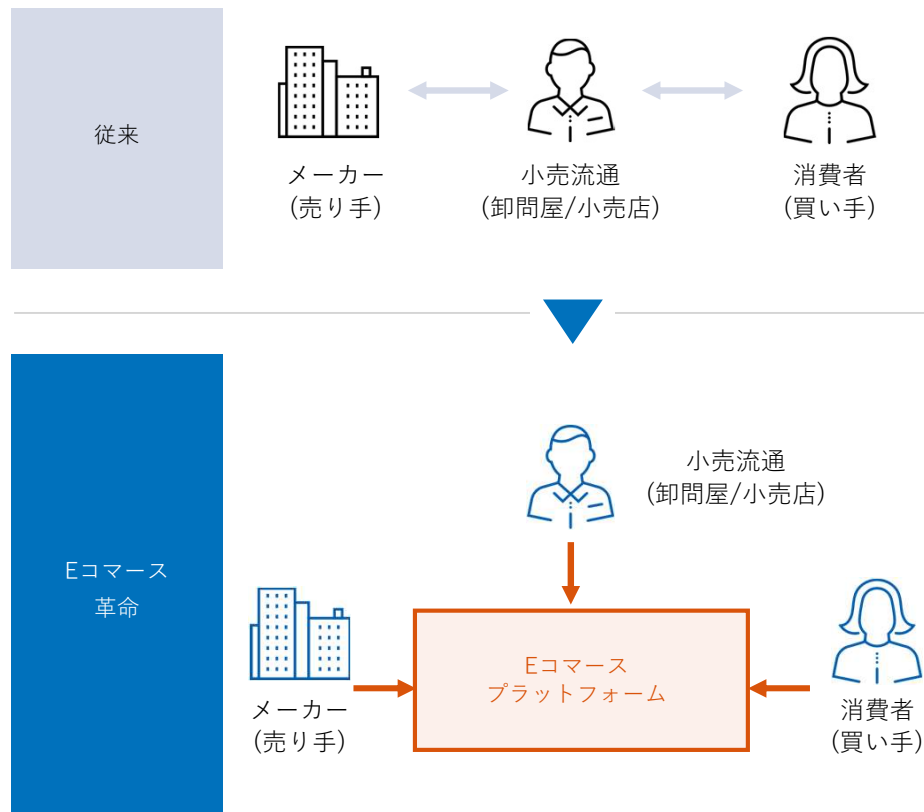 従来
メーカー
(売り手)
小売流通
(卸問屋/小売店)
消費者
(買い手)
Eコマース
革命
小売流通
(卸問屋/小売店)
メーカー
(売り手)
Eコマース
プラットフォーム
消費者
(買い手)